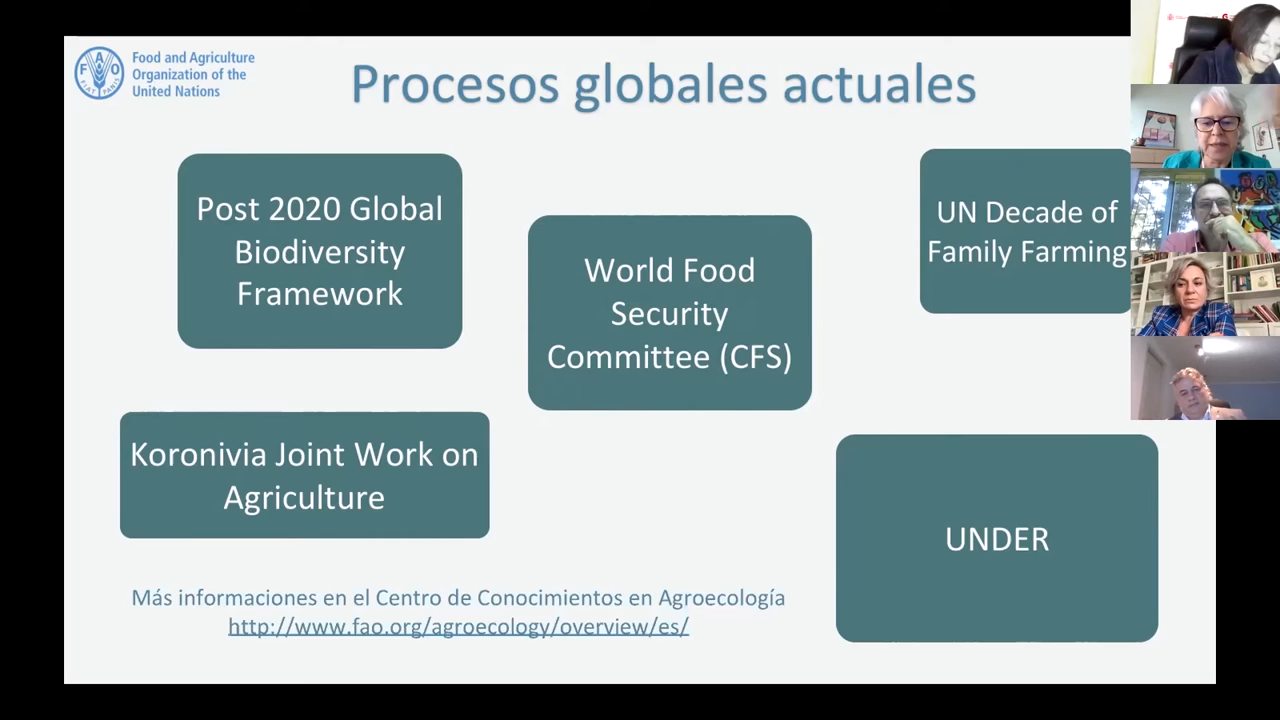 Food and Agriculture
Organization of the
United Nations
F A O
FIAT PANIS
Procesos globales actuales
Post 2020 Global
Biodiversity
Framework
World Food
Security
Committee (CFS)
UN Decade of
Family Farming
Koronivia Joint Work on
Agriculture
UNDER
Más informaciones en el Centro de Conocimientos en Agroecología
http://www.fao.org/agroecology/overview/es/